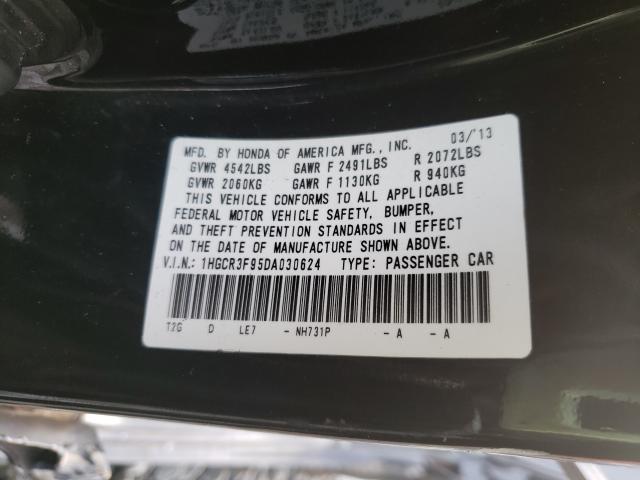 03/'13
MFD. BY HONDA OF AMERICA MFG., INC.
GVWR 4542LBS GAWR F 2491LBS R 2072LBS
GVWR 2060KG GAWR F 1130KG R 940KG
THIS VEHICLE CONFORMS TO ALL APPLICABLE
FEDERAL MOTOR VEHICLE SAFETY, BUMPER,
AND THEFT PREVENTION STANDARDS IN EFFECT
ON THE DATE OF MANUFACTURE SHOWN ABOVE.
V.I.N.: 1HGCR3F95DA030624 TYPE: PASSENGER CAR
T2G D LE7 - NH731P - A - A